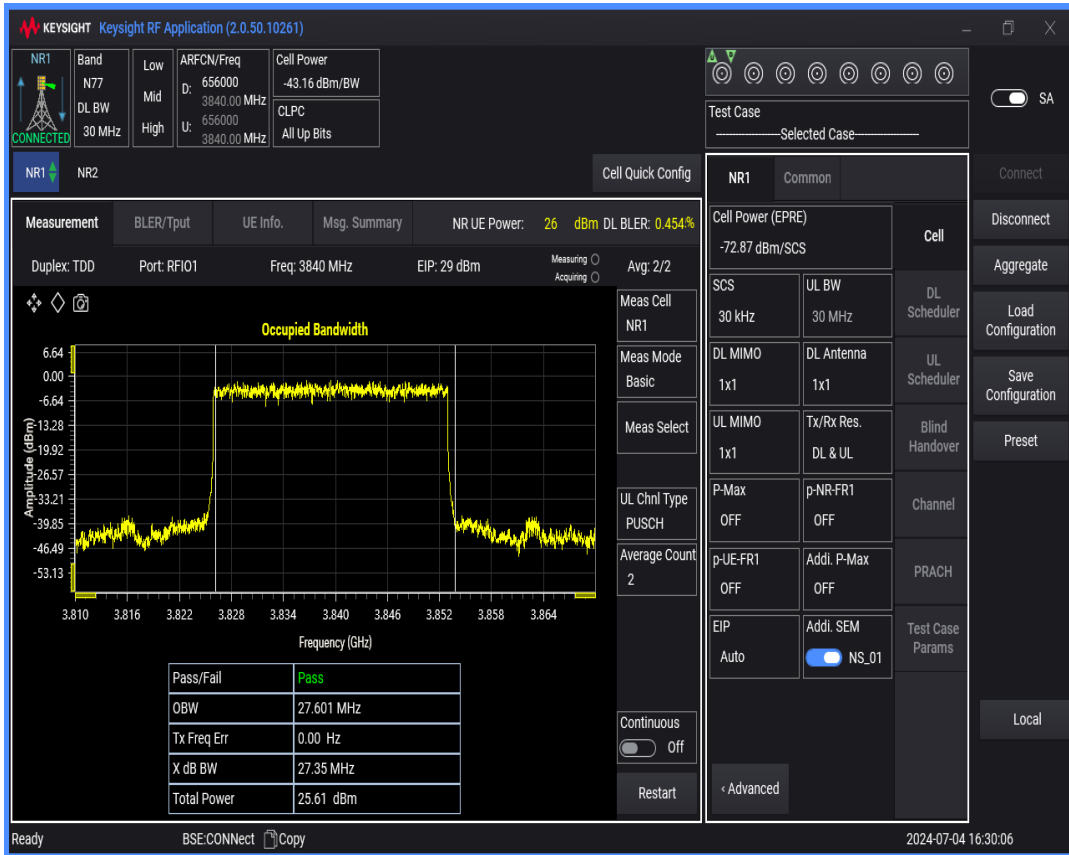 KEYSIGHT Keysight RF Application (2.0.50.10261)
NR1
CONNECTED
Band
N77
DL BW
30 MHz
Low
Mid
High
ARFCN/Freq
D: 656000
3840.00 MHz
U: 656000
3840.00 MHz
Cell Power
-43.16 dBm/BW
CLPC
All Up Bits
Test Case
--------------------Selected Case--------------------
SA
NR1 NR2 Cell Quick Config
Measurement BLER/Tput UE Info. Msg. Summary NR UE Power: 26 dBm DL BLER: 0.454%
Duplex: TDD Port: RFIO1 Freq: 3840 MHz EIP: 29 dBm Measuring Acquiring Avg: 2/2
Occupied Bandwidth
Amplitude (dBm)
6.64
0.00
-6.64
-13.28
-19.92
-26.57
-33.21
-39.85
-46.49
-53.13
3.810 3.816 3.822 3.828 3.834 3.840 3.846 3.852 3.858 3.864
Frequency (GHz)
Pass/Fail Pass
OBW 27.601 MHz
Tx Freq Err 0.00 Hz
X dB BW 27.35 MHz
Total Power 25.61 dBm
Meas Cell
NR1
Meas Mode
Basic
Meas Select
UL Chnl Type
PUSCH
Average Count
2
Continuous
Off
Restart
NR1 Common
Cell Power (EPRE)
-72.87 dBm/SCS
SCS
30 kHz
UL BW
30 MHz
DL MIMO
1x1
DL Antenna
1x1
UL MIMO
1x1
Tx/Rx Res.
DL & UL
P-Max
OFF
p-NR-FR1
OFF
p-UE-FR1
OFF
Addi. P-Max
OFF
EIP
Auto
Addi. SEM
NS_01
‹ Advanced
Cell
DL
Scheduler
UL
Scheduler
Blind
Handover
Channel
PRACH
Test Case
Params
Connect
Disconnect
Aggregate
Load
Configuration
Save
Configuration
Preset
Local
Ready BSE:CONNect Copy 2024-07-04 16:30:06